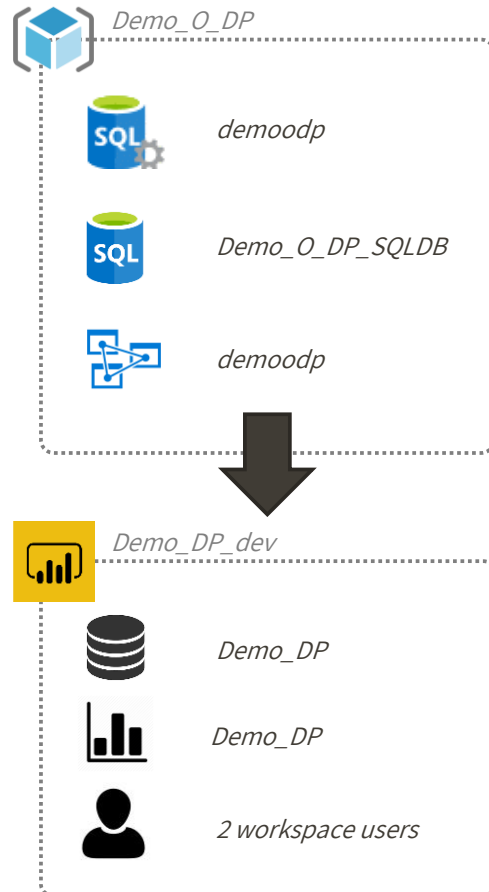 Demo_O_DP
SQL
demoodp
SQL
Demo_O_DP_SQLDB
demoodp
Demo_DP_dev
Demo_DP
Demo_DP
2 workspace users